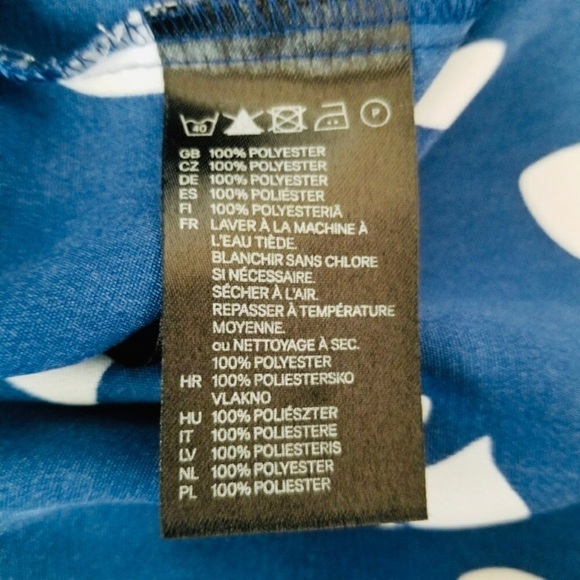 40 P
GB 100% POLYESTER
CZ 100% POLYESTER
DE 100% POLYESTER
ES 100% POLIÉSTER
FI 100% POLYESTERIÄ
FR LAVER À LA MACHINE À
L'EAU TIÈDE.
BLANCHIR SANS CHLORE
SI NÉCESSAIRE.
SÉCHER À L'AIR.
REPASSER À TEMPÉRATURE
MOYENNE.
ou NETTOYAGE À SEC.
100% POLYESTER
HR 100% POLIESTERSKO
VLAKNO
HU 100% POLIÉSZTER
IT 100% POLIESTERE
LV 100% POLIESTERIS
NL 100% POLYESTER
PL 100% POLIESTER